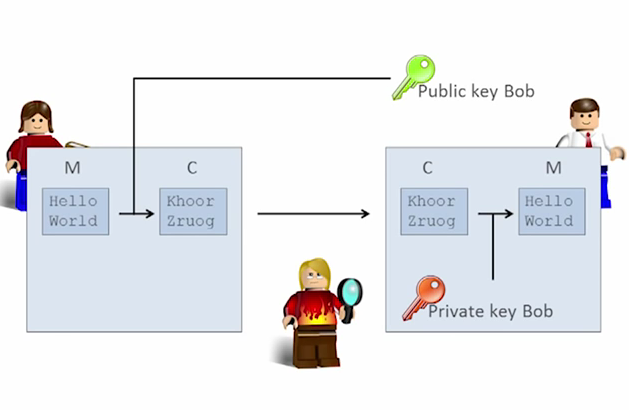 Public key Bob
M
C
Hello
World
Khoor
Zruog
C
M
Khoor
Zruog
Hello
World
Private key Bob